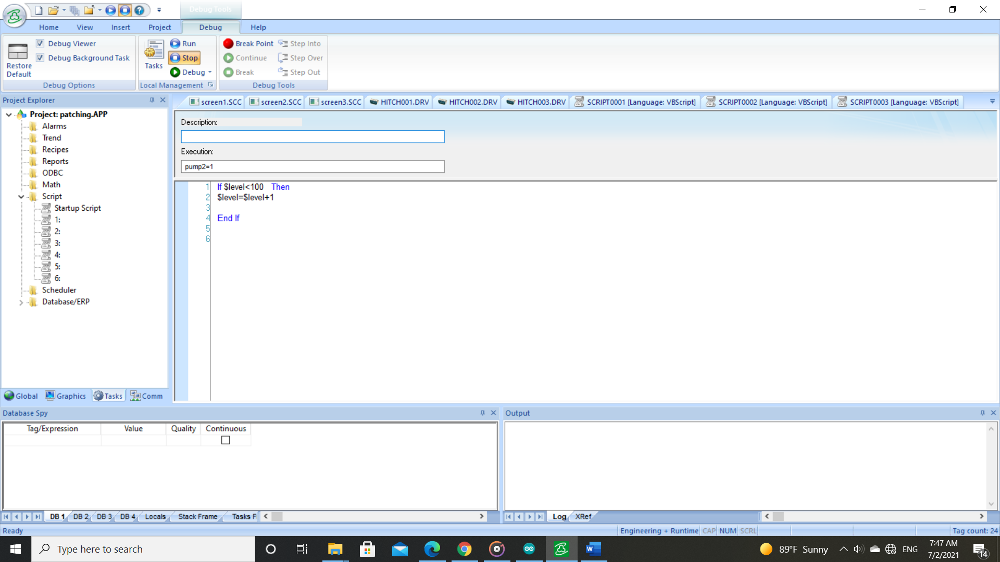 Debug Tools
Home View Insert Project Debug Help
Restore Default
Debug Viewer
Debug Background Task
Debug Options
Tasks
Run
Stop
Debug
Local Management
Break Point
Continue
Break
Step Into
Step Over
Step Out
Debug Tools
Project Explorer
Project: patching.APP
Alarms
Trend
Recipes
Reports
ODBC
Math
Script
Startup Script
1:
2:
3:
4:
5:
6:
Scheduler
Database/ERP
Global Graphics Tasks Comm
screen1.SCC screen2.SCC screen3.SCC HITCH001.DRV HITCH002.DRV HITCH003.DRV SCRIPT0001 [Language: VBScript] SCRIPT0002 [Language: VBScript] SCRIPT0003 [Language: VBScript]
Description:
Execution:
pump2=1
1 If $level<100 Then
2 $level=$level+1
3
4 End If
5
6
Database Spy
Tag/Expression Value Quality Continuous
DB 1 DB 2 DB 3 DB 4 Locals Stack Frame Tasks F
Output
Log XRef
Ready
Engineering + Runtime CAP NUM SCRL
Tag count: 24
Type here to search
89°F Sunny
ENG
7:47 AM
7/2/2021
14